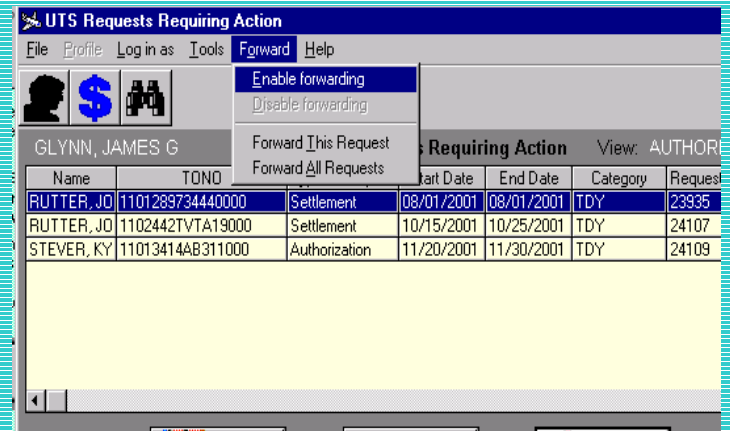 UTS Requests Requiring Action
File Profile Log in as Tools Forward Help
Enable forwarding
Disable forwarding
Forward This Request
Forward All Requests
GLYNN, JAMES G Requiring Action View:
Name TONO Date End Date Category
RUTTER, JO 1101289734440000 Settlement 08/01/2001 08/01/2001 TDY 23935
RUTTER, JO 1102442TVTA19000 Settlement 10/15/2001 10/25/2001 TDY 24107
STEVER, KY 11013414AB311000 Authorization 11/20/2001 11/30/2001 TDY 24109